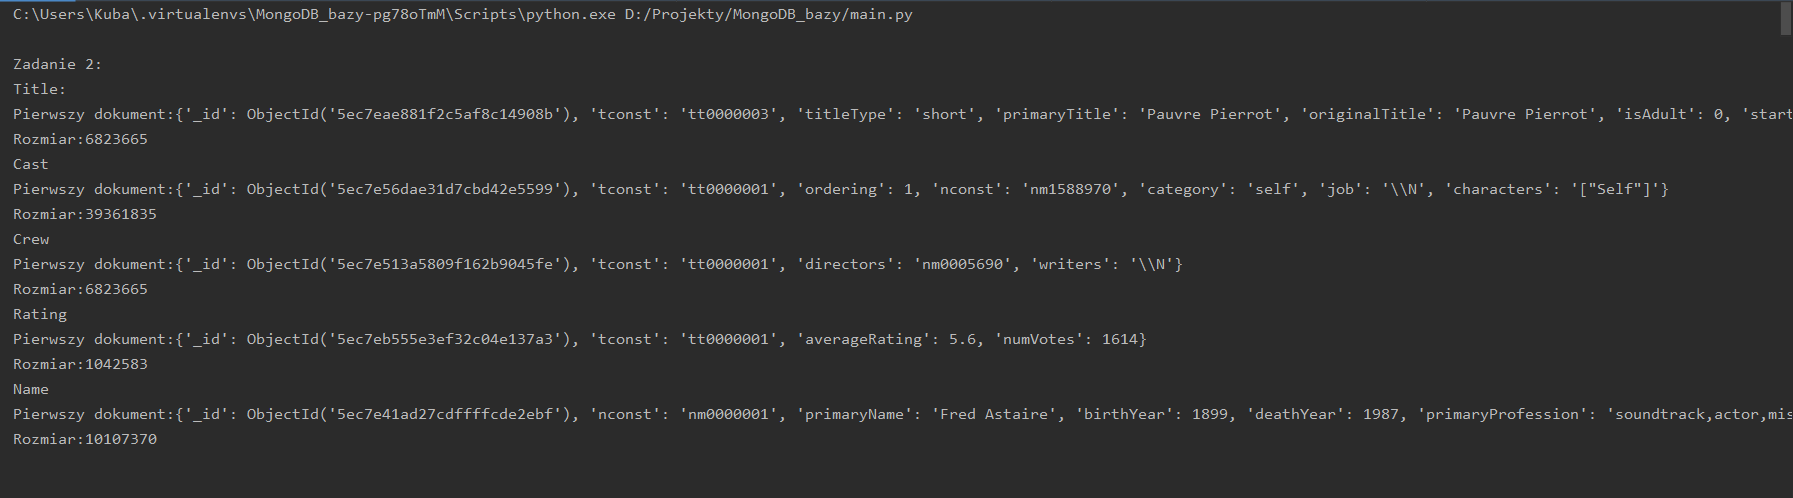 C:\Users\Kuba\.virtualenvs\MongoDB_bazy-pg78oTmM\Scripts\python.exe D:/Projekty/MongoDB_bazy/main.py
Zadanie 2:
Title:
Pierwszy dokument:{'_id': ObjectId('5ec7eae881f2c5af8c14908b'), 'tconst': 'tt0000003', 'titleType': 'short', 'primaryTitle': 'Pauvre Pierrot', 'originalTitle': 'Pauvre Pierrot', 'isAdult': 0, 'start
Rozmiar:6823665
Cast
Pierwszy dokument:{'_id': ObjectId('5ec7e56dae31d7cbd42e5599'), 'tconst': 'tt0000001', 'ordering': 1, 'nconst': 'nm1588970', 'category': 'self', 'job': '\\N', 'characters': '["Self"]'}
Rozmiar:39361835
Crew
Pierwszy dokument:{'_id': ObjectId('5ec7e513a5809f162b9045fe'), 'tconst': 'tt0000001', 'directors': 'nm0005690', 'writers': '\\N'}
Rozmiar:6823665
Rating
Pierwszy dokument:{'_id': ObjectId('5ec7eb555e3ef32c04e137a3'), 'tconst': 'tt0000001', 'averageRating': 5.6, 'numVotes': 1614}
Rozmiar:1042583
Name
Pierwszy dokument:{'_id': ObjectId('5ec7e41ad27cdffffcde2ebf'), 'nconst': 'nm0000001', 'primaryName': 'Fred Astaire', 'birthYear': 1899, 'deathYear': 1987, 'primaryProfession': 'soundtrack,actor,mis
Rozmiar:10107370